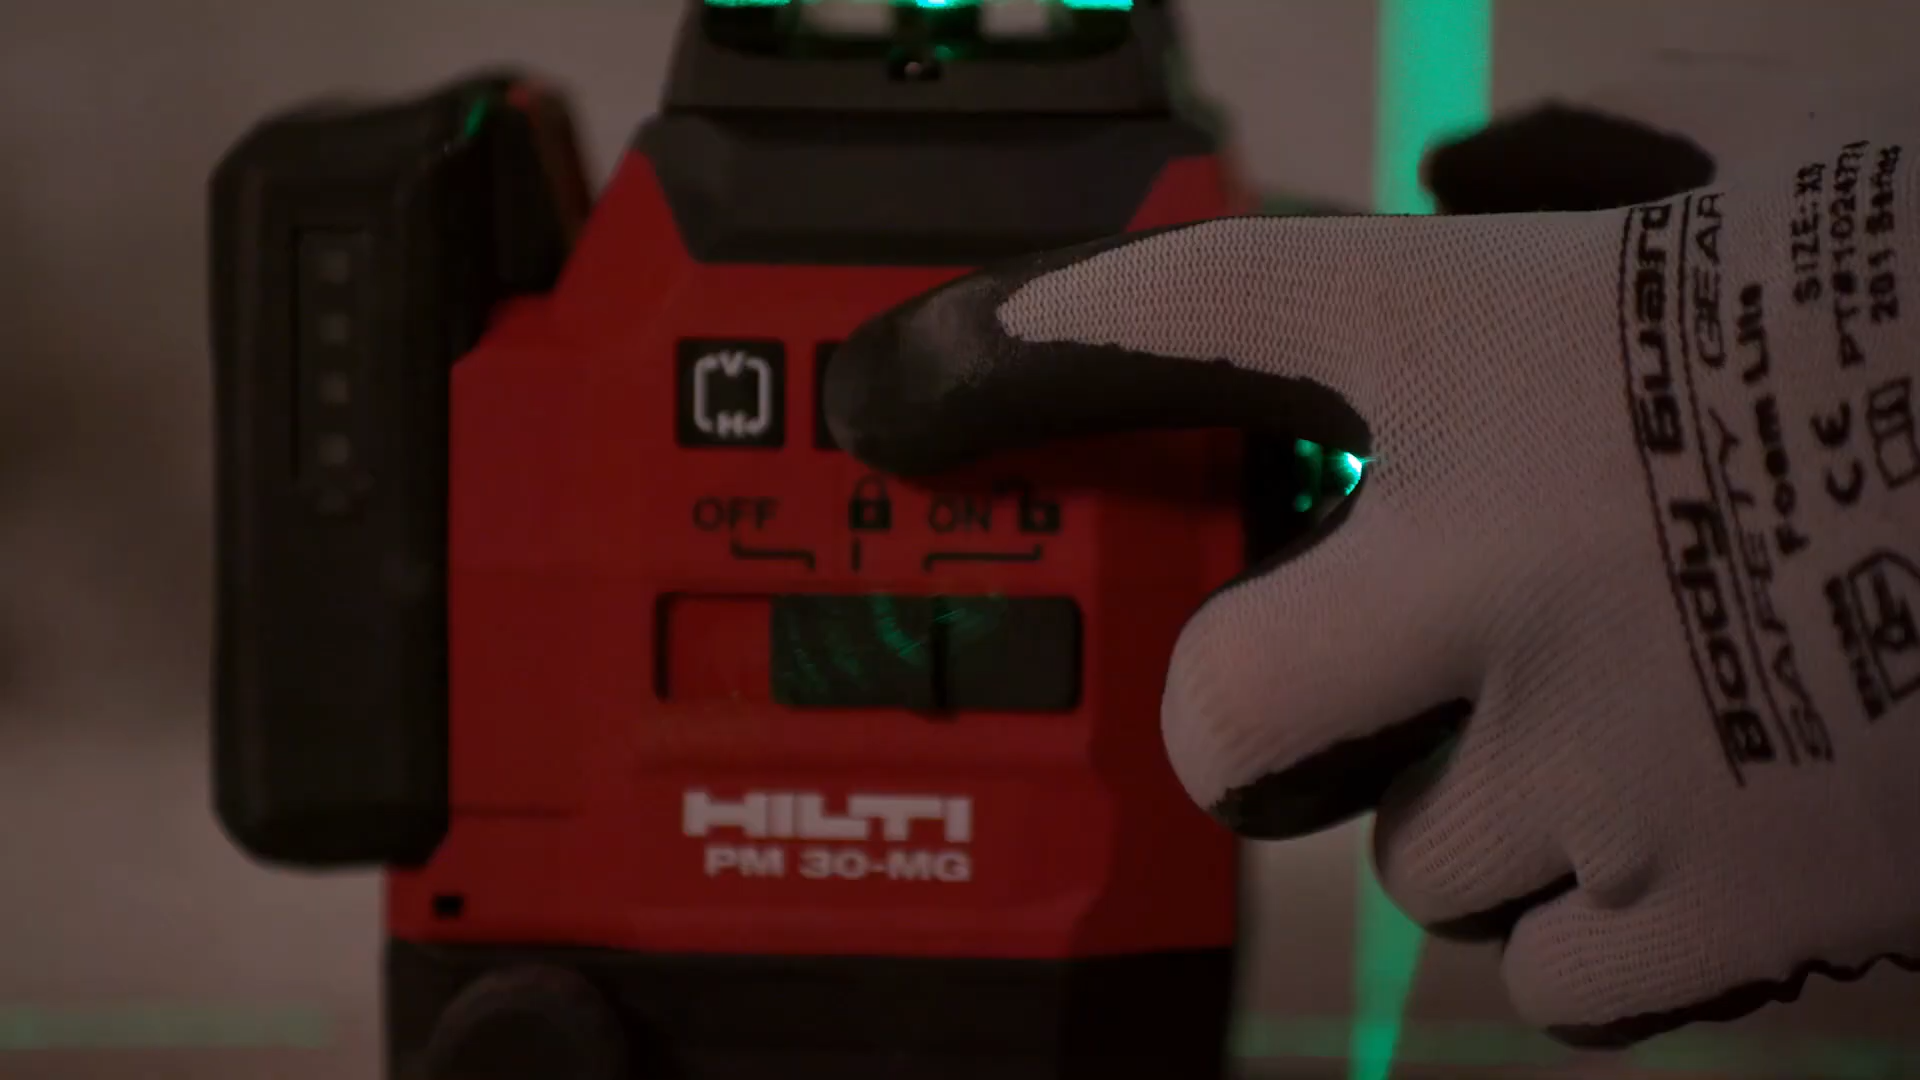 V
H
OFF
ON
HILTI
PM 30-MG
Body Guard
SAFETY GEAR
Foam Lite
CE
SIZE: XS